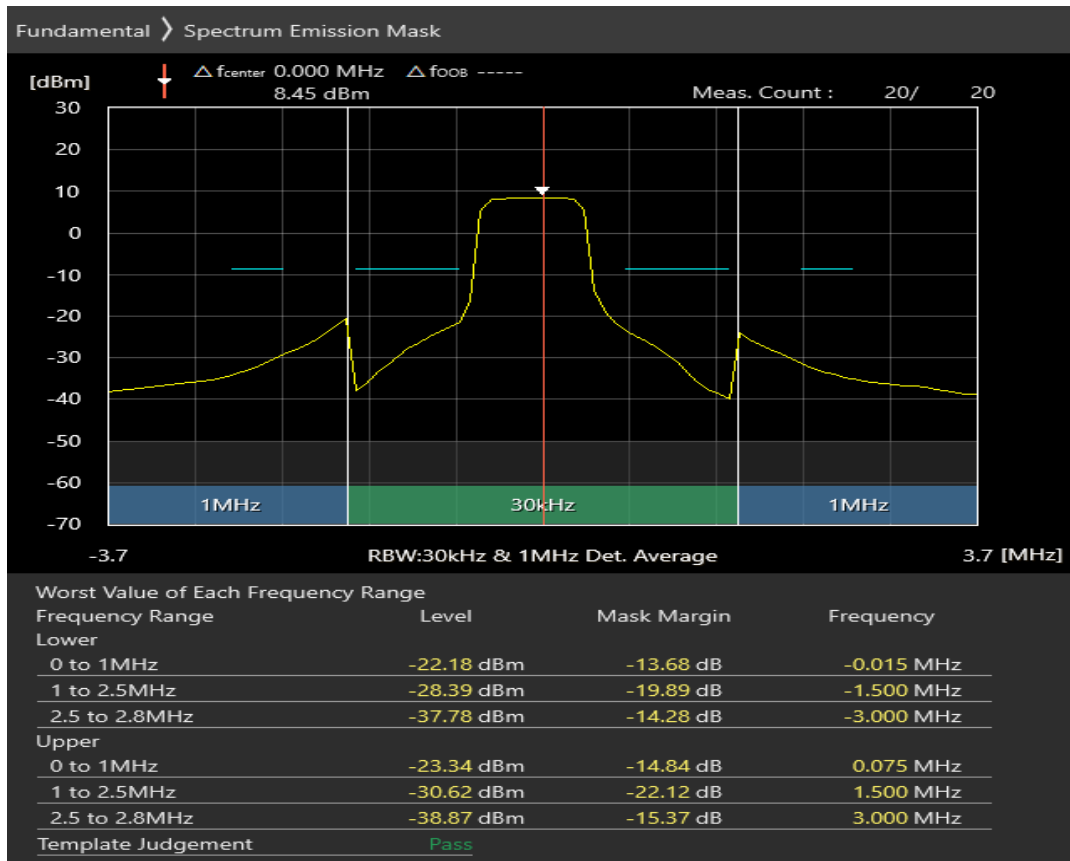 Fundamental 〉 Spectrum Emission Mask
[dBm] △ fcenter 0.000 MHz △ fOOB -----
8.45 dBm Meas. Count : 20/ 20
30
20
10
0
-10
-20
-30
-40
-50
-60
-70
1MHz 30kHz 1MHz
-3.7 RBW:30kHz & 1MHz Det. Average 3.7 [MHz]
Worst Value of Each Frequency Range
Frequency Range Level Mask Margin Frequency
Lower
0 to 1MHz -22.18 dBm -13.68 dB -0.015 MHz
1 to 2.5MHz -28.39 dBm -19.89 dB -1.500 MHz
2.5 to 2.8MHz -37.78 dBm -14.28 dB -3.000 MHz
Upper
0 to 1MHz -23.34 dBm -14.84 dB 0.075 MHz
1 to 2.5MHz -30.62 dBm -22.12 dB 1.500 MHz
2.5 to 2.8MHz -38.87 dBm -15.37 dB 3.000 MHz
Template Judgement Pass